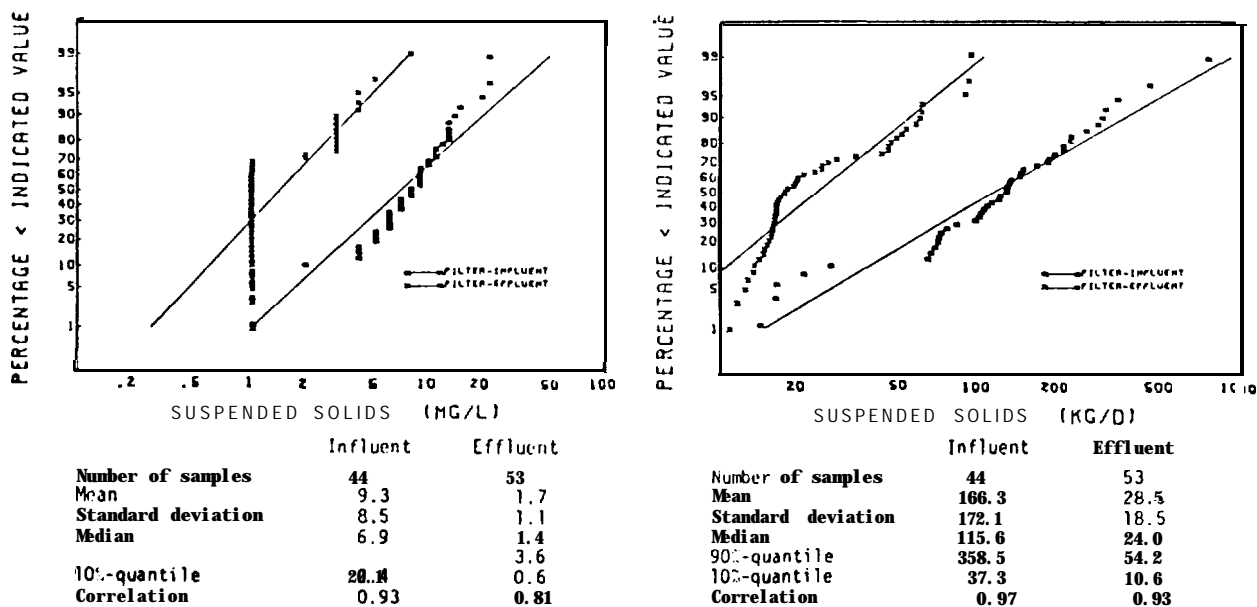 PERCENTAGE < INDICATED VALUE
99
95
90
80
70
60
50
40
30
20
10
5
1
FILTER-INFLUENT
FILTER-EFFLUENT
.2 .5 1 2 5 10 20 50 100
SUSPENDED SOLIDS (MG/L)
Influent Effluent
Number of samples 44 53
Mean 9.3 1.7
Standard deviation 8.5 1.1
Median 6.9 1.4
3.6
10%-quantile 0.6
Correlation 0.93 0.81
PERCENTAGE < INDICATED VALUE
99
95
90
80
70
60
50
40
30
20
10
5
1
FILTER-INFLUENT
FILTER-EFFLUENT
20 50 100 200 500
SUSPENDED SOLIDS (KG/D)
Influent Effluent
Number of samples 44 53
Mean 166.3 28.5
Standard deviation 172.1 18.5
Median 115.6 24.0
90%-quantile 358.5 54.2
10%-quantile 37.3 10.6
Correlation 0.97 0.93